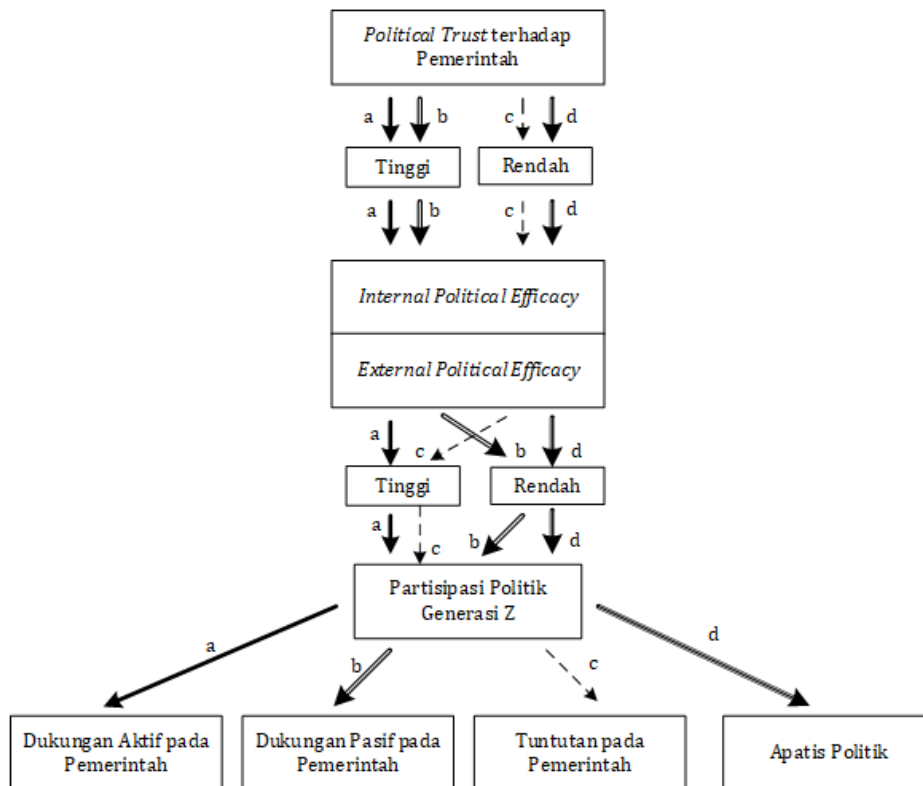 Political Trust terhadap
Pemerintah
a b c d
Tinggi Rendah
a b c d
Internal Political Efficacy
External Political Efficacy
a c b d
Tinggi Rendah
a c b d
Partisipasi Politik
Generasi Z
a b c d
Dukungan Aktif pada
Pemerintah
Dukungan Pasif pada
Pemerintah
Tuntutan pada
Pemerintah
Apatis Politik